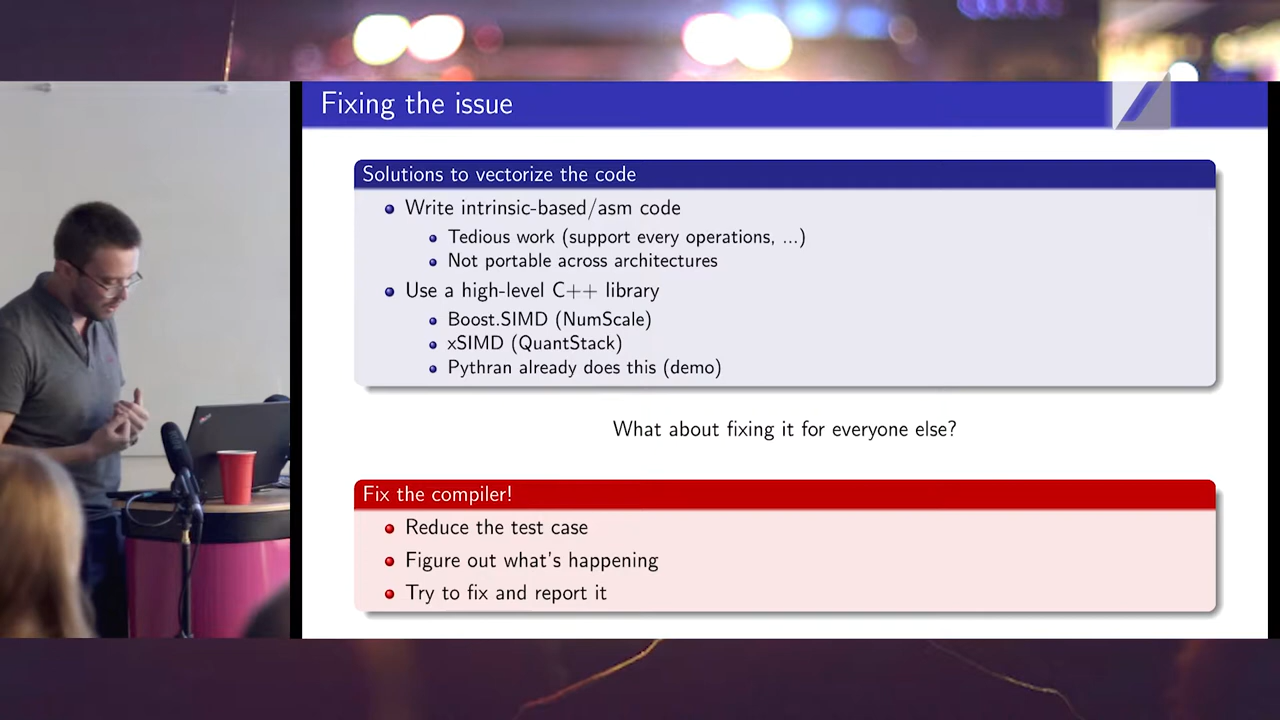 Fixing the issue
Solutions to vectorize the code
Write intrinsic-based/asm code
Tedious work (support every operations, ...)
Not portable across architectures
Use a high-level C++ library
Boost.SIMD (NumScale)
xSIMD (QuantStack)
Pythran already does this (demo)
What about fixing it for everyone else?
Fix the compiler!
Reduce the test case
Figure out what's happening
Try to fix and report it